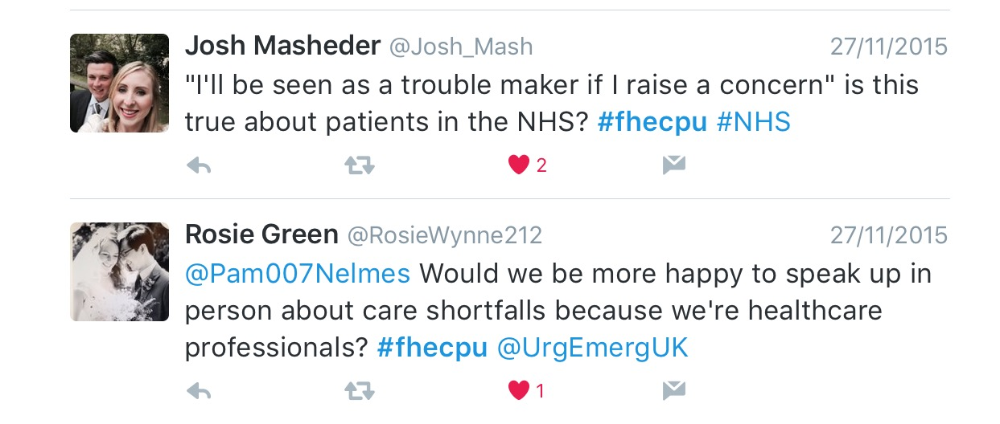 Josh Masheder @Josh_Mash 27/11/2015
"I'll be seen as a trouble maker if I raise a concern" is this
true about patients in the NHS? #fhecpu #NHS
2
Rosie Green @RosieWynne212 27/11/2015
@Pam007Nelmes Would we be more happy to speak up in
person about care shortfalls because we're healthcare
professionals? #fhecpu @UrgEmergUK
1